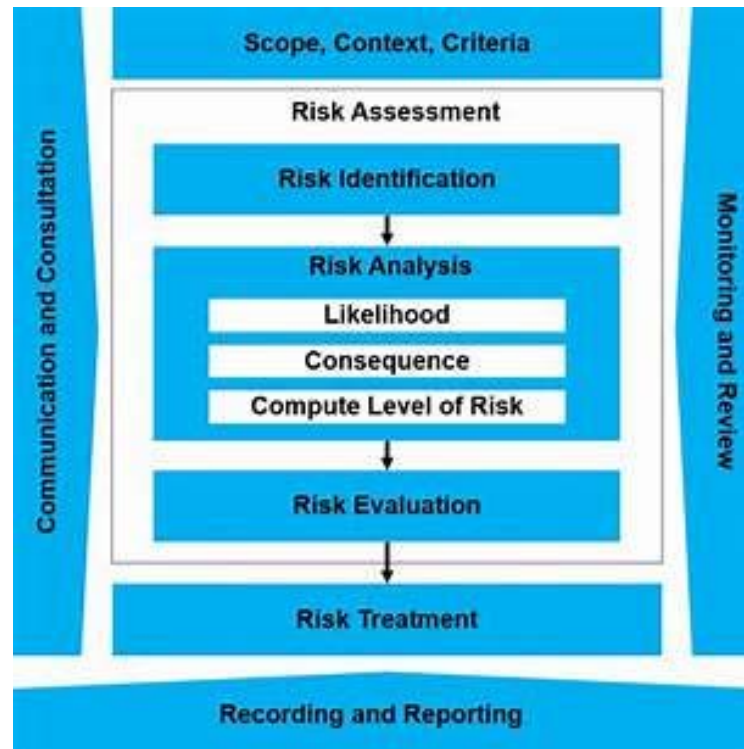 Scope, Context, Criteria
Communication and Consultation
Risk Assessment
Risk Identification
Risk Analysis
Likelihood
Consequence
Compute Level of Risk
Risk Evaluation
Risk Treatment
Monitoring and Review
Recording and Reporting